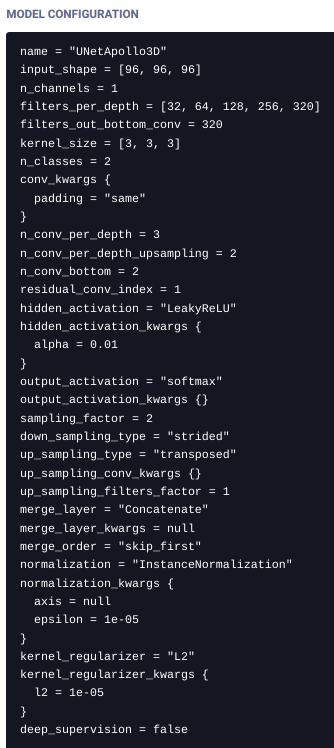 MODEL CONFIGURATION
name = "UNetApollo3D"
input_shape = [96, 96, 96]
n_channels = 1
filters_per_depth = [32, 64, 128, 256, 320]
filters_out_bottom_conv = 320
kernel_size = [3, 3, 3]
n_classes = 2
conv_kwargs {
  padding = "same"
}
n_conv_per_depth = 3
n_conv_per_depth_upsampling = 2
n_conv_bottom = 2
residual_conv_index = 1
hidden_activation = "LeakyReLU"
hidden_activation_kwargs {
  alpha = 0.01
}
output_activation = "softmax"
output_activation_kwargs {}
sampling_factor = 2
down_sampling_type = "strided"
up_sampling_type = "transposed"
up_sampling_conv_kwargs {}
up_sampling_filters_factor = 1
merge_layer = "Concatenate"
merge_layer_kwargs = null
merge_order = "skip_first"
normalization = "InstanceNormalization"
normalization_kwargs {
  axis = null
  epsilon = 1e-05
}
kernel_regularizer = "L2"
kernel_regularizer_kwargs {
  l2 = 1e-05
}
deep_supervision = false